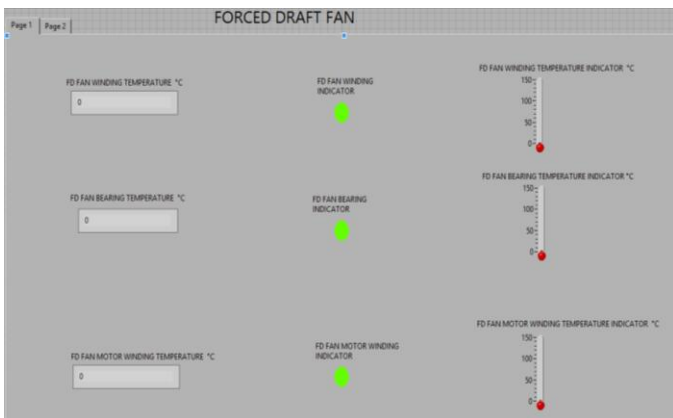 FORCED DRAFT FAN
Page 1 Page 2
FD FAN WINDING TEMPERATURE °C
0
FD FAN WINDING
INDICATOR
FD FAN WINDING TEMPERATURE INDICATOR °C
150
100
50
0
FD FAN BEARING TEMPERATURE °C
0
FD FAN BEARING
INDICATOR
FD FAN BEARING TEMPERATURE INDICATOR °C
150
100
50
0
FD FAN MOTOR WINDING TEMPERATURE °C
0
FD FAN MOTOR WINDING
INDICATOR
FD FAN MOTOR WINDING TEMPERATURE INDICATOR °C
150
100
50
0